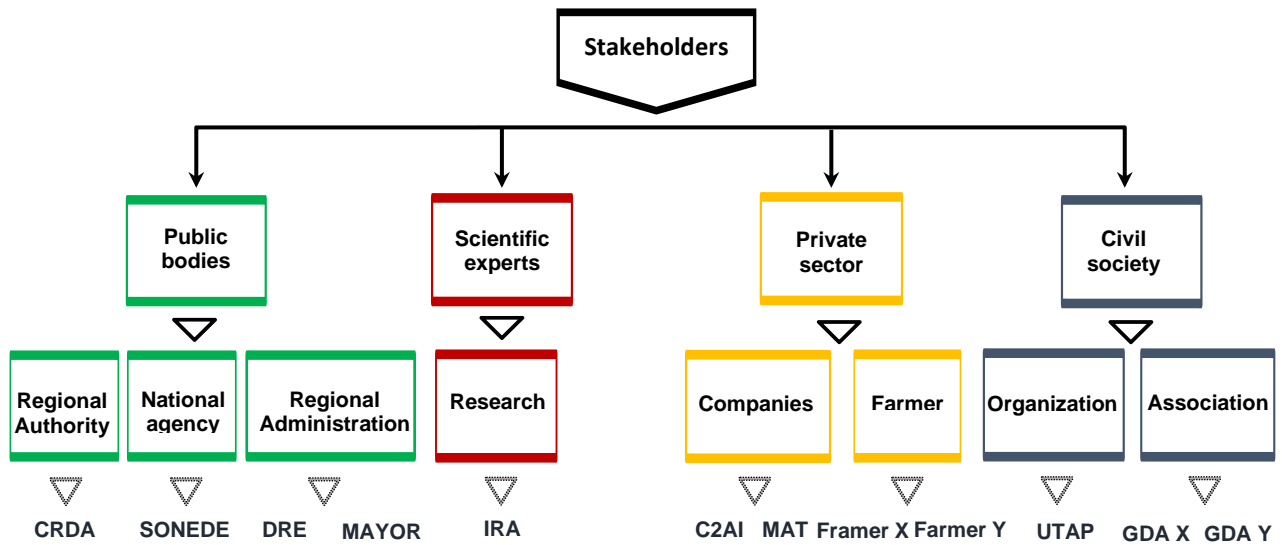 Stakeholders
Public
bodies
Scientific
experts
Private
sector
Civil
society
Regional
Authority
National
agency
Regional
Administration
Research
Companies
Farmer
Organization
Association
CRDA
SONEDE
DRE
MAYOR
IRA
C2AI
MAT
Framer X
Farmer Y
UTAP
GDA X
GDA Y